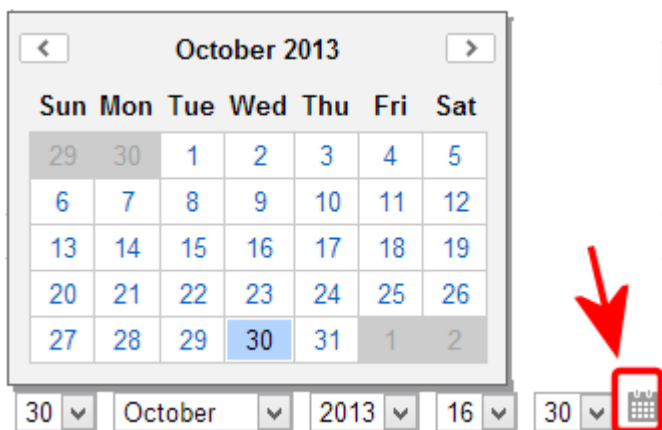 < October 2013 >
Sun Mon Tue Wed Thu Fri Sat
29 30 1 2 3 4 5
6 7 8 9 10 11 12
13 14 15 16 17 18 19
20 21 22 23 24 25 26
27 28 29 30 31 1 2
30 October 2013 16 30